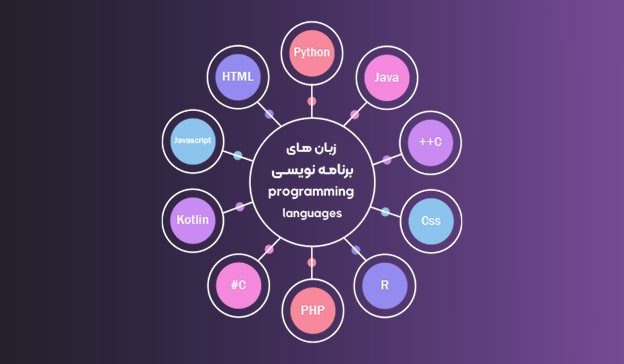 زبان های
برنامه نویسی
programming
languages
Python
Java
++C
Css
R
PHP
#C
Kotlin
Javascript
HTML